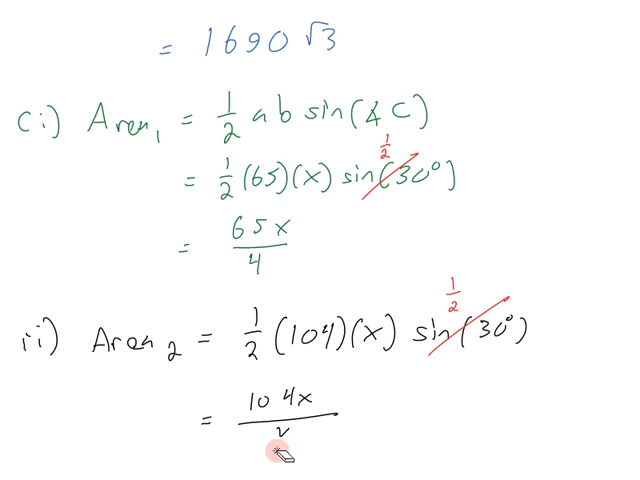 = 1690 √3
ci) Area₁ = 1/2 a b sin(∡ C)
1/2
= 1/2 (65)(x) sin(30°)
= 65x/4
1/2
ii) Area₂ = 1/2 (104)(x) sin(30°)
= 104x